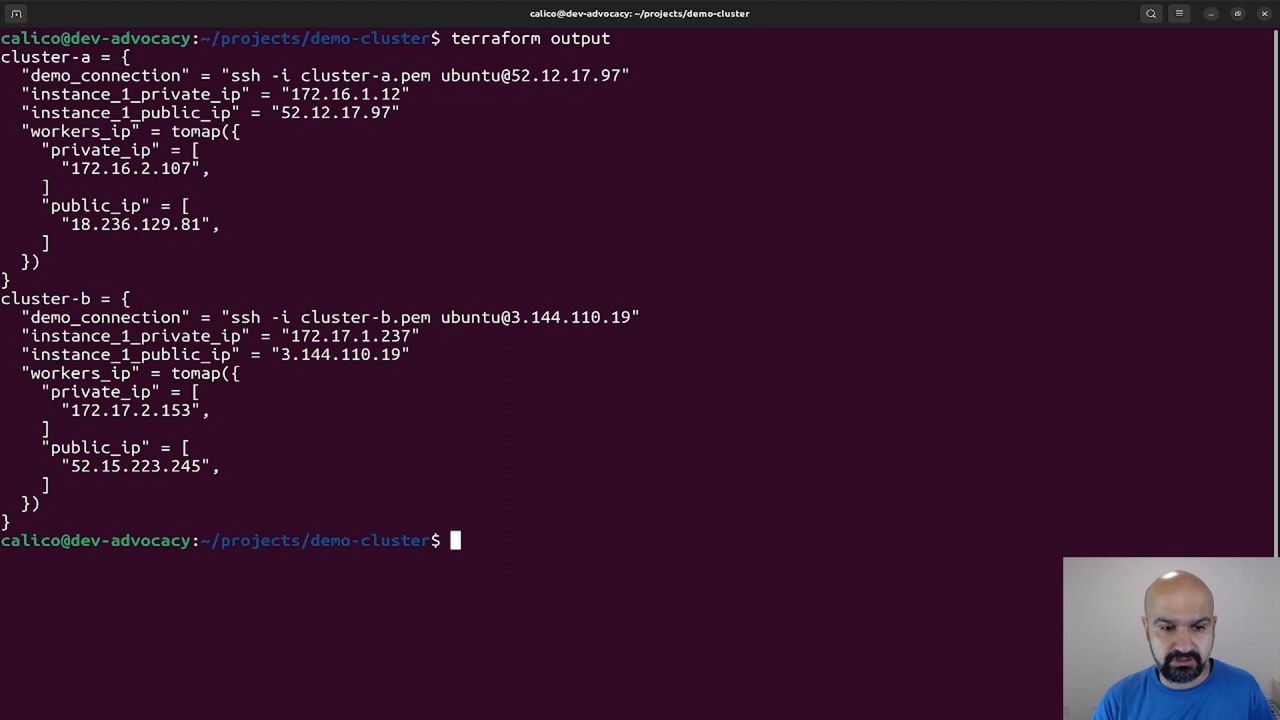 calico@dev-advocacy: ~/projects/demo-cluster
calico@dev-advocacy:~/projects/demo-cluster$ terraform output
cluster-a = {
  "demo_connection" = "ssh -i cluster-a.pem ubuntu@52.12.17.97"
  "instance_1_private_ip" = "172.16.1.12"
  "instance_1_public_ip" = "52.12.17.97"
  "workers_ip" = tomap({
    "private_ip" = [
      "172.16.2.107",
    ]
    "public_ip" = [
      "18.236.129.81",
    ]
  })
}
cluster-b = {
  "demo_connection" = "ssh -i cluster-b.pem ubuntu@3.144.110.19"
  "instance_1_private_ip" = "172.17.1.237"
  "instance_1_public_ip" = "3.144.110.19"
  "workers_ip" = tomap({
    "private_ip" = [
      "172.17.2.153",
    ]
    "public_ip" = [
      "52.15.223.245",
    ]
  })
}
calico@dev-advocacy:~/projects/demo-cluster$